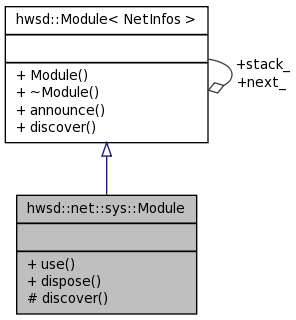 hwsd::Module< NetInfos >
+ Module()
+ ~Module()
+ announce()
+ discover()
+stack_
+next_
hwsd::net::sys::Module
+ use()
+ dispose()
# discover()